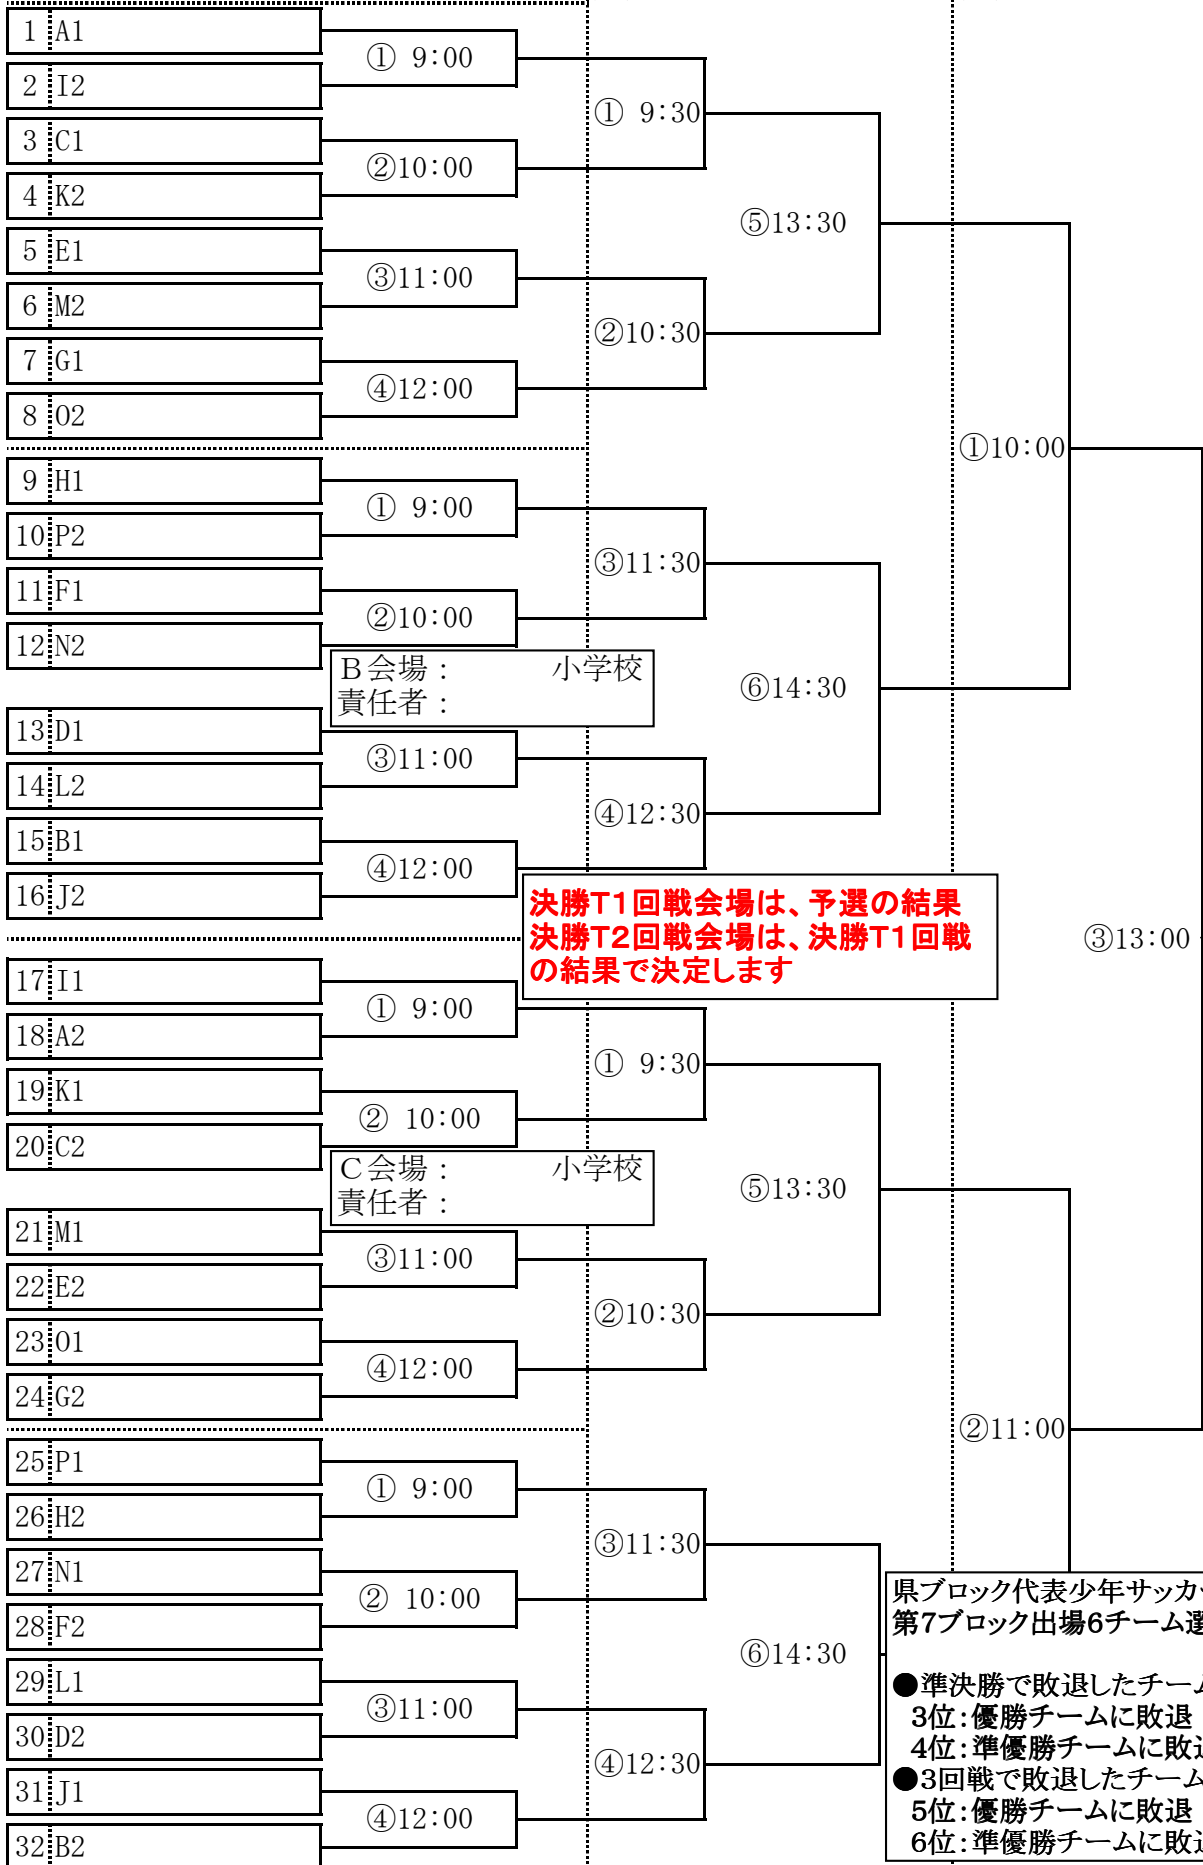 1 A1
① 9:00
2 I2
① 9:30
3 C1
②10:00
4 K2
⑤13:30
5 E1
③11:00
6 M2
②10:30
7 G1
④12:00
8 O2
①10:00
9 H1
① 9:00
10 P2
③11:30
11 F1
②10:00
12 N2
B会場： 小学校
責任者：
⑥14:30
13 D1
③11:00
14 L2
④12:30
15 B1
④12:00
16 J2
決勝T1回戦会場は、予選の結果
決勝T2回戦会場は、決勝T1回戦
の結果で決定します
③13:00
17 I1
① 9:00
18 A2
① 9:30
19 K1
② 10:00
20 C2
C会場： 小学校
責任者：
⑤13:30
21 M1
③11:00
22 E2
②10:30
23 O1
④12:00
24 G2
②11:00
25 P1
① 9:00
26 H2
③11:30
27 N1
② 10:00
28 F2
県ブロック代表少年サッカ
第7ブロック出場6チーム選
⑥14:30
29 L1
③11:00
30 D2
●準決勝で敗退したチーム
3位：優勝チームに敗退
4位：準優勝チームに敗退
④12:30
31 J1
④12:00
32 B2
●3回戦で敗退したチーム
5位：優勝チームに敗退
6位：準優勝チームに敗退